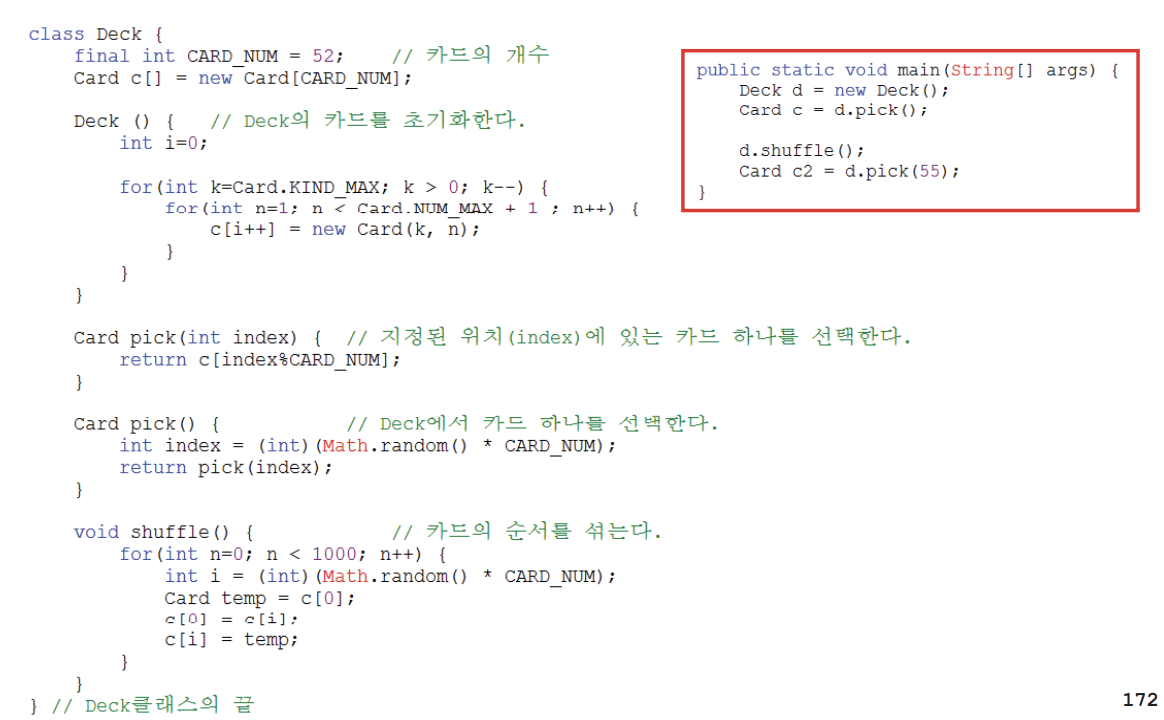 class Deck {
    final int CARD_NUM = 52;    // 카드의 개수
    Card c[] = new Card[CARD_NUM];

    Deck () {   // Deck의 카드를 초기화한다.
        int i=0;

        for(int k=Card.KIND_MAX; k > 0; k--) {
            for(int n=1; n < Card.NUM_MAX + 1 ; n++) {
                c[i++] = new Card(k, n);
            }
        }
    }

    Card pick(int index) {  // 지정된 위치(index)에 있는 카드 하나를 선택한다.
        return c[index%CARD_NUM];
    }

    Card pick() {           // Deck에서 카드 하나를 선택한다.
        int index = (int)(Math.random() * CARD_NUM);
        return pick(index);
    }

    void shuffle() {            // 카드의 순서를 섞는다.
        for(int n=0; n < 1000; n++) {
            int i = (int)(Math.random() * CARD_NUM);
            Card temp = c[0];
            c[0] = c[i];
            c[i] = temp;
        }
    }
} // Deck클래스의 끝
public static void main(String[] args) {
    Deck d = new Deck();
    Card c = d.pick();

    d.shuffle();
    Card c2 = d.pick(55);
}
172